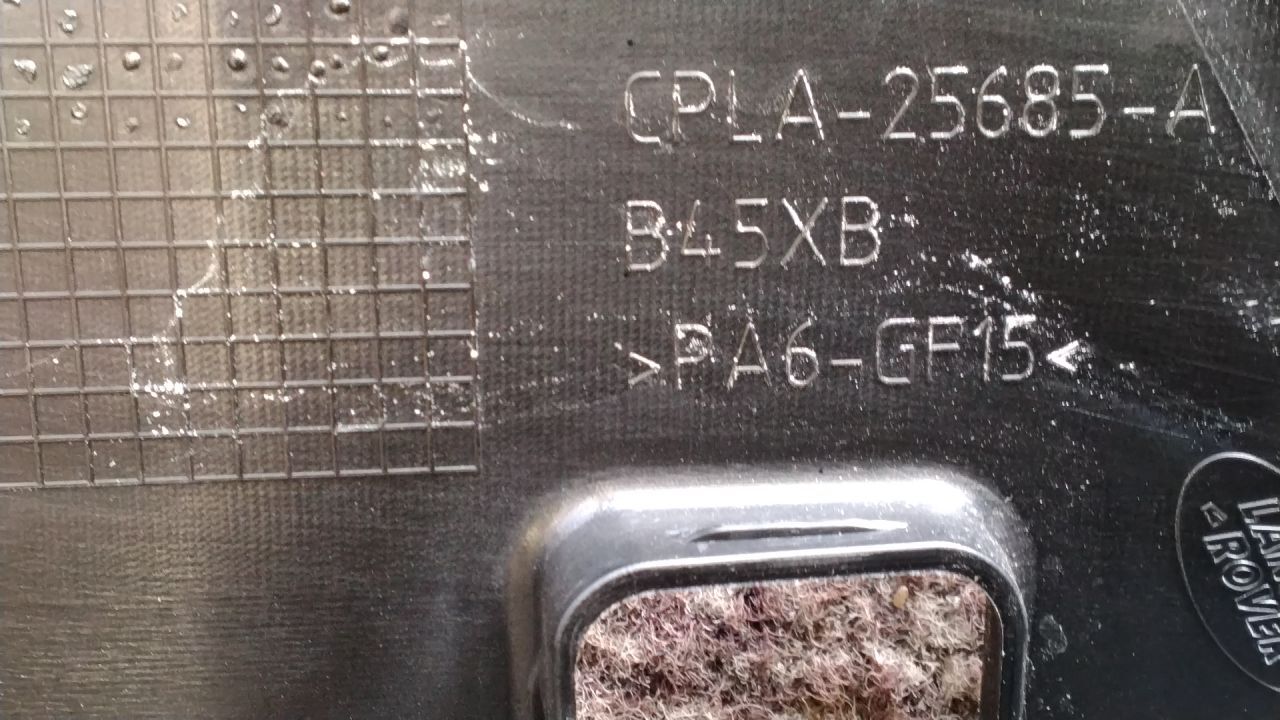 CPLA-25685-A
B45XB
>PA6-GF15<
LAND
ROVER